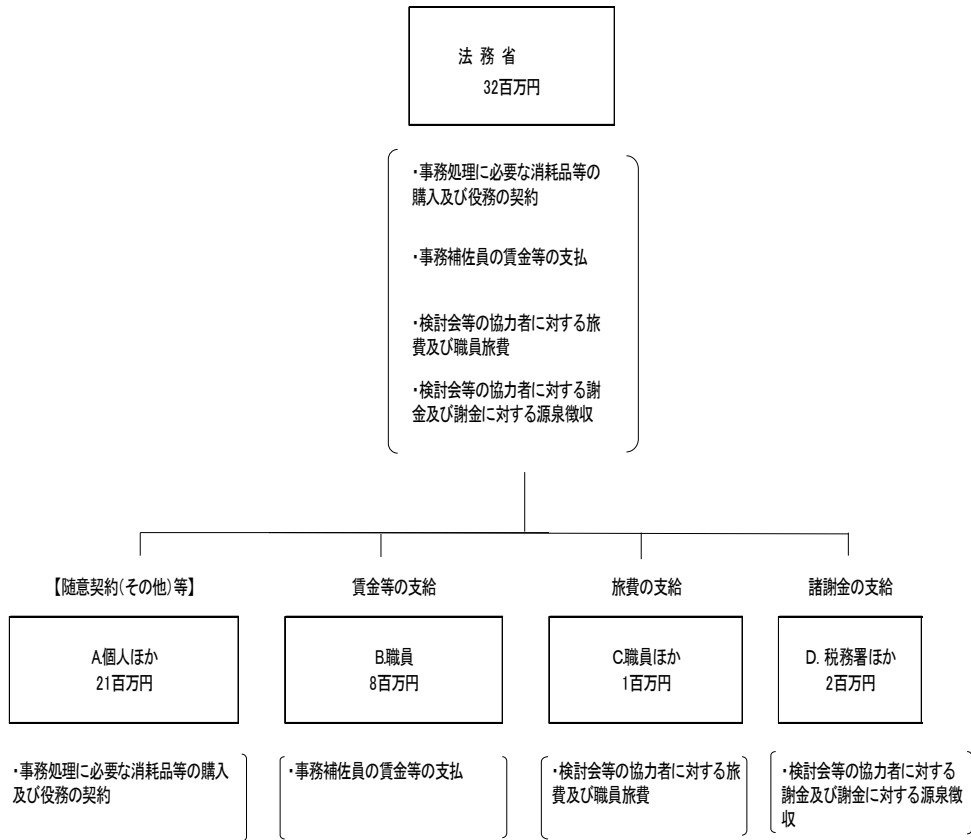 法 務 省
32百万円
・事務処理に必要な消耗品等の
購入及び役務の契約
・事務補佐員の賃金等の支払
・検討会等の協力者に対する旅
費及び職員旅費
・検討会等の協力者に対する謝
金及び謝金に対する源泉徴収
【随意契約(その他)等】
賃金等の支給
旅費の支給
諸謝金の支給
A.個人ほか
21百万円
B.職員
8百万円
C.職員ほか
1百万円
D. 税務署ほか
2百万円
・事務処理に必要な消耗品等の購入
及び役務の契約
・事務補佐員の賃金等の支払
・検討会等の協力者に対する旅
費及び職員旅費
・検討会等の協力者に対する
謝金及び謝金に対する源泉徴
収